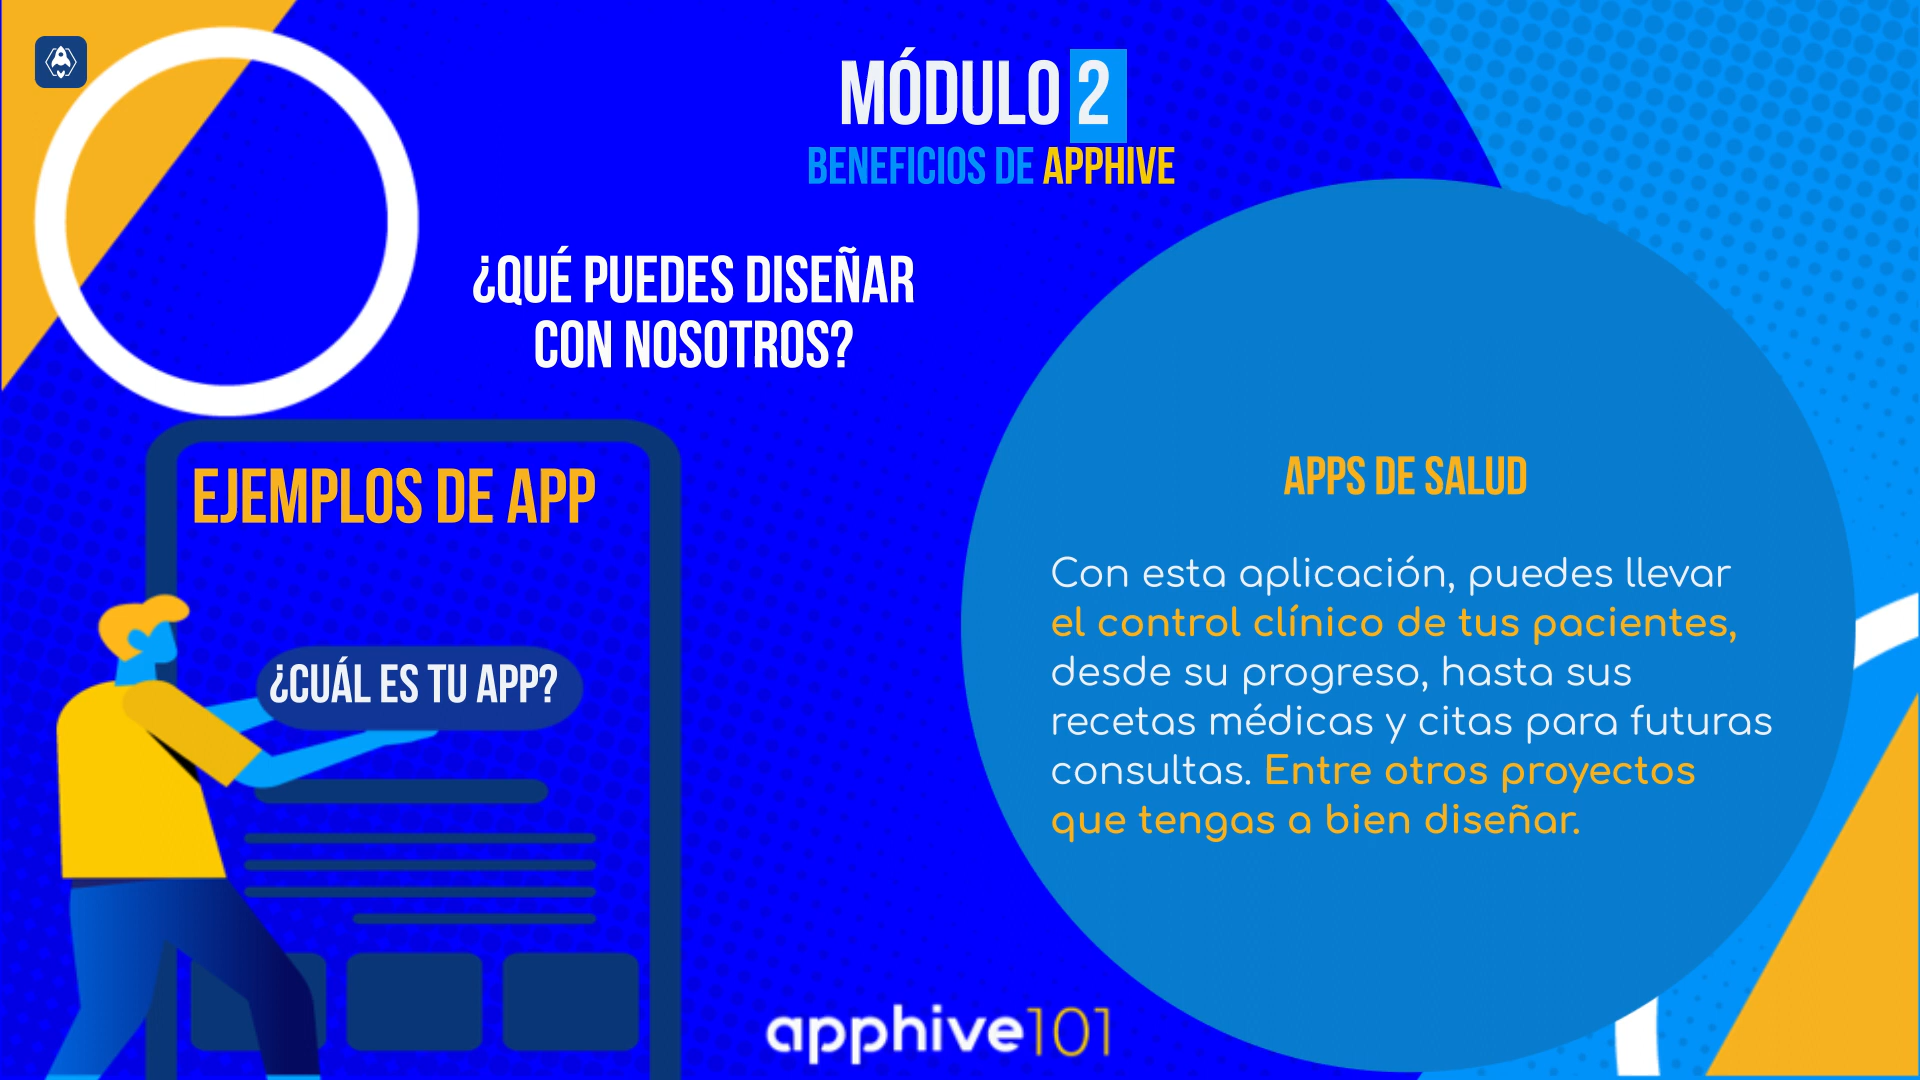 MÓDULO 2
BENEFICIOS DE APPHIVE
¿QUÉ PUEDES DISEÑAR
CON NOSOTROS?
EJEMPLOS DE APP
¿CUÁL ES TU APP?
APPS DE SALUD
Con esta aplicación, puedes llevar
el control clínico de tus pacientes,
desde su progreso, hasta sus
recetas médicas y citas para futuras
consultas. Entre otros proyectos
que tengas a bien diseñar.
apphive101